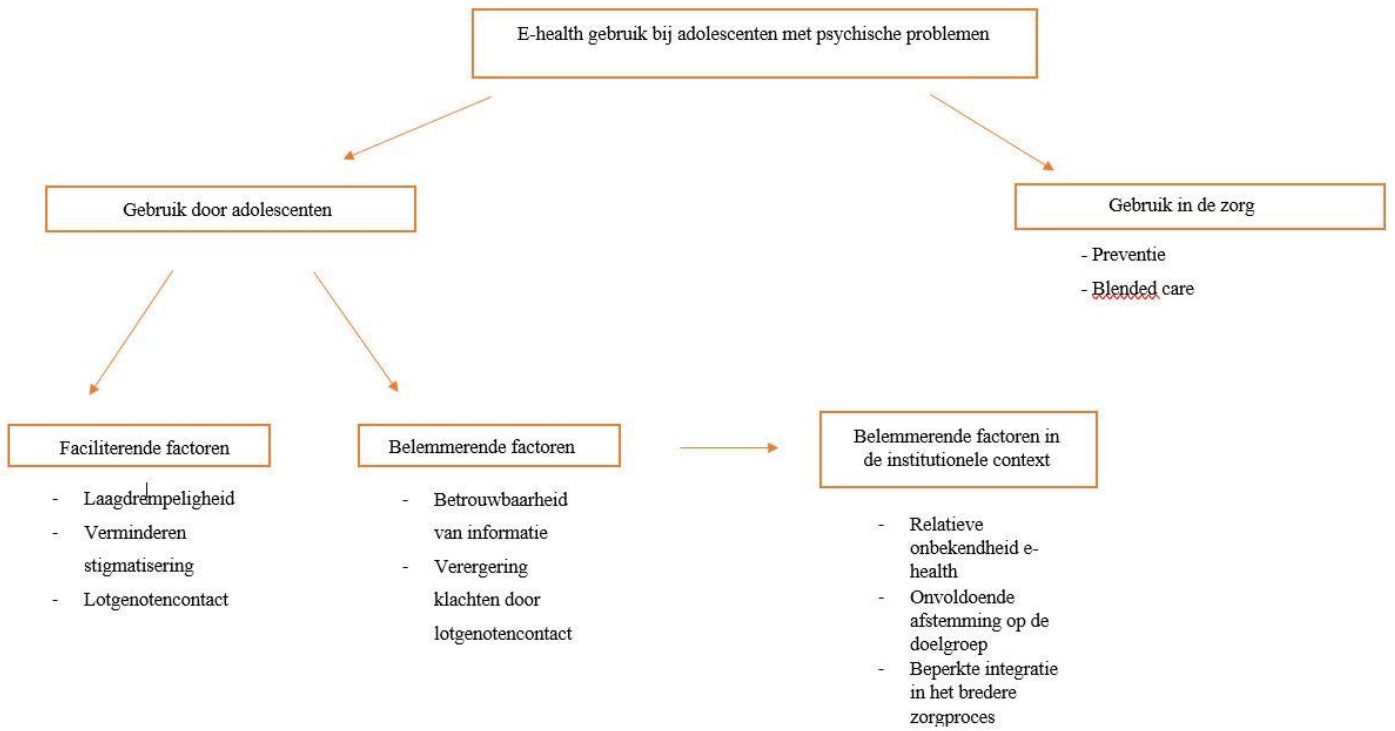 E-health gebruik bij adolescenten met psychische problemen
Gebruik door adolescenten
Gebruik in de zorg
- Preventie
- Blended care
Faciliterende factoren
- Laagdrempeligheid
- Verminderen
stigmatisering
- Lotgenotencontact
Belemmerende factoren
- Betrouwbaarheid
van informatie
- Verergering
klachten door
lotgenotencontact
Belemmerende factoren in
de institutionele context
- Relatieve
onbekendheid e-
health
- Onvoldoende
afstemming op de
doelgroep
- Beperkte integratie
in het bredere
zorgproces